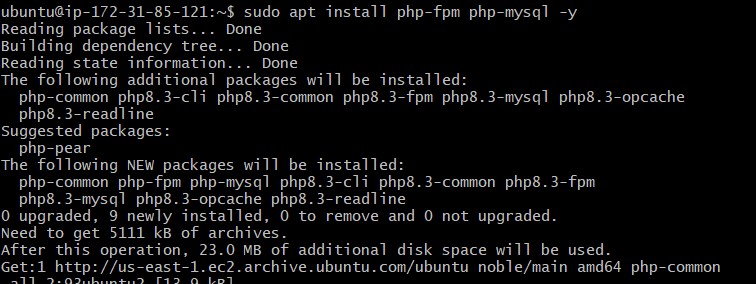 ubuntu@ip-172-31-85-121:~$ sudo apt install php-fpm php-mysql -y
Reading package lists... Done
Building dependency tree... Done
Reading state information... Done
The following additional packages will be installed:
  php-common php8.3-cli php8.3-common php8.3-fpm php8.3-mysql php8.3-opcache
  php8.3-readline
Suggested packages:
  php-pear
The following NEW packages will be installed:
  php-common php-fpm php-mysql php8.3-cli php8.3-common php8.3-fpm
  php8.3-mysql php8.3-opcache php8.3-readline
0 upgraded, 9 newly installed, 0 to remove and 0 not upgraded.
Need to get 5111 kB of archives.
After this operation, 23.0 MB of additional disk space will be used.
Get:1 http://us-east-1.ec2.archive.ubuntu.com/ubuntu noble/main amd64 php-common
 all 2:93ubuntu2 [13.9 kB]